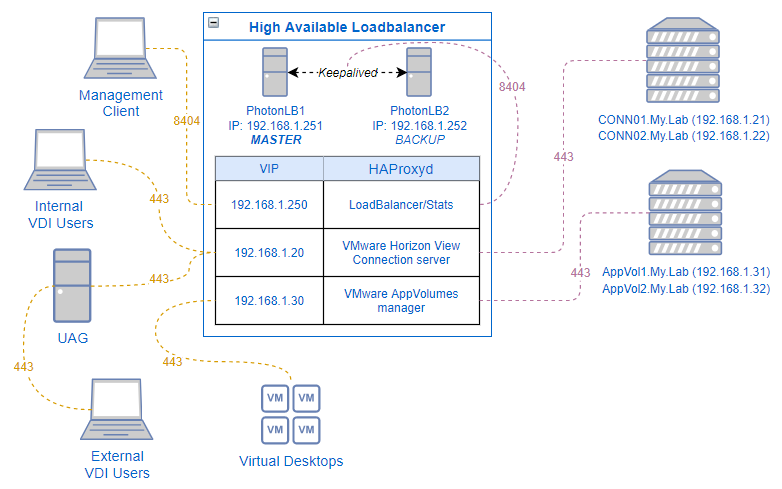 High Available Loadbalancer
Keepalived
PhotonLB1
IP: 192.168.1.251
MASTER
PhotonLB2
IP: 192.168.1.252
BACKUP
VIP
HAProxyd
192.168.1.250
LoadBalancer/Stats
192.168.1.20
VMware Horizon View
Connection server
192.168.1.30
VMware AppVolumes
manager
Management
Client
8404
Internal
VDI Users
443
443
UAG
443
External
VDI Users
443
VM
VM
VM
VM
Virtual Desktops
8404
443
443
CONN01.My.Lab (192.168.1.21)
CONN02.My.Lab (192.168.1.22)
AppVol1.My.Lab (192.168.1.31)
AppVol2.My.Lab (192.168.1.32)